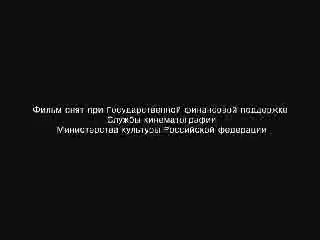 Фильм снят при Государственной финансовой поддержке
Службы кинематографии
Министерства культуры Российской федерации